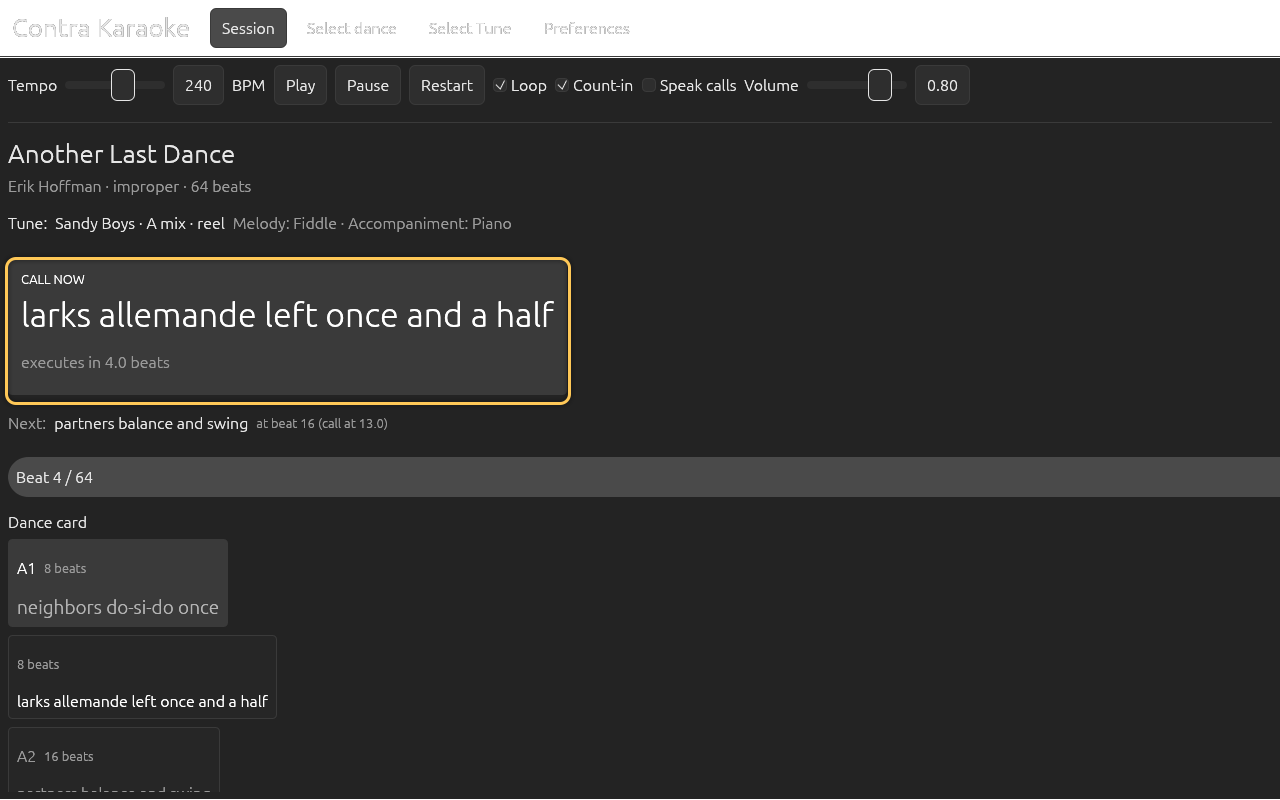 Contra Karaoke Session Select dance Select Tune Preferences
Tempo 240 BPM Play Pause Restart Loop Count-in Speak calls Volume 0.80
Another Last Dance
Erik Hoffman · improper · 64 beats
Tune: Sandy Boys · A mix · reel Melody: Fiddle · Accompaniment: Piano
CALL NOW
larks allemande left once and a half
executes in 4.0 beats
Next: partners balance and swing at beat 16 (call at 13.0)
Beat 4 / 64
Dance card
A1 8 beats
neighbors do-si-do once
8 beats
larks allemande left once and a half
A2 16 beats
partners balance and swing